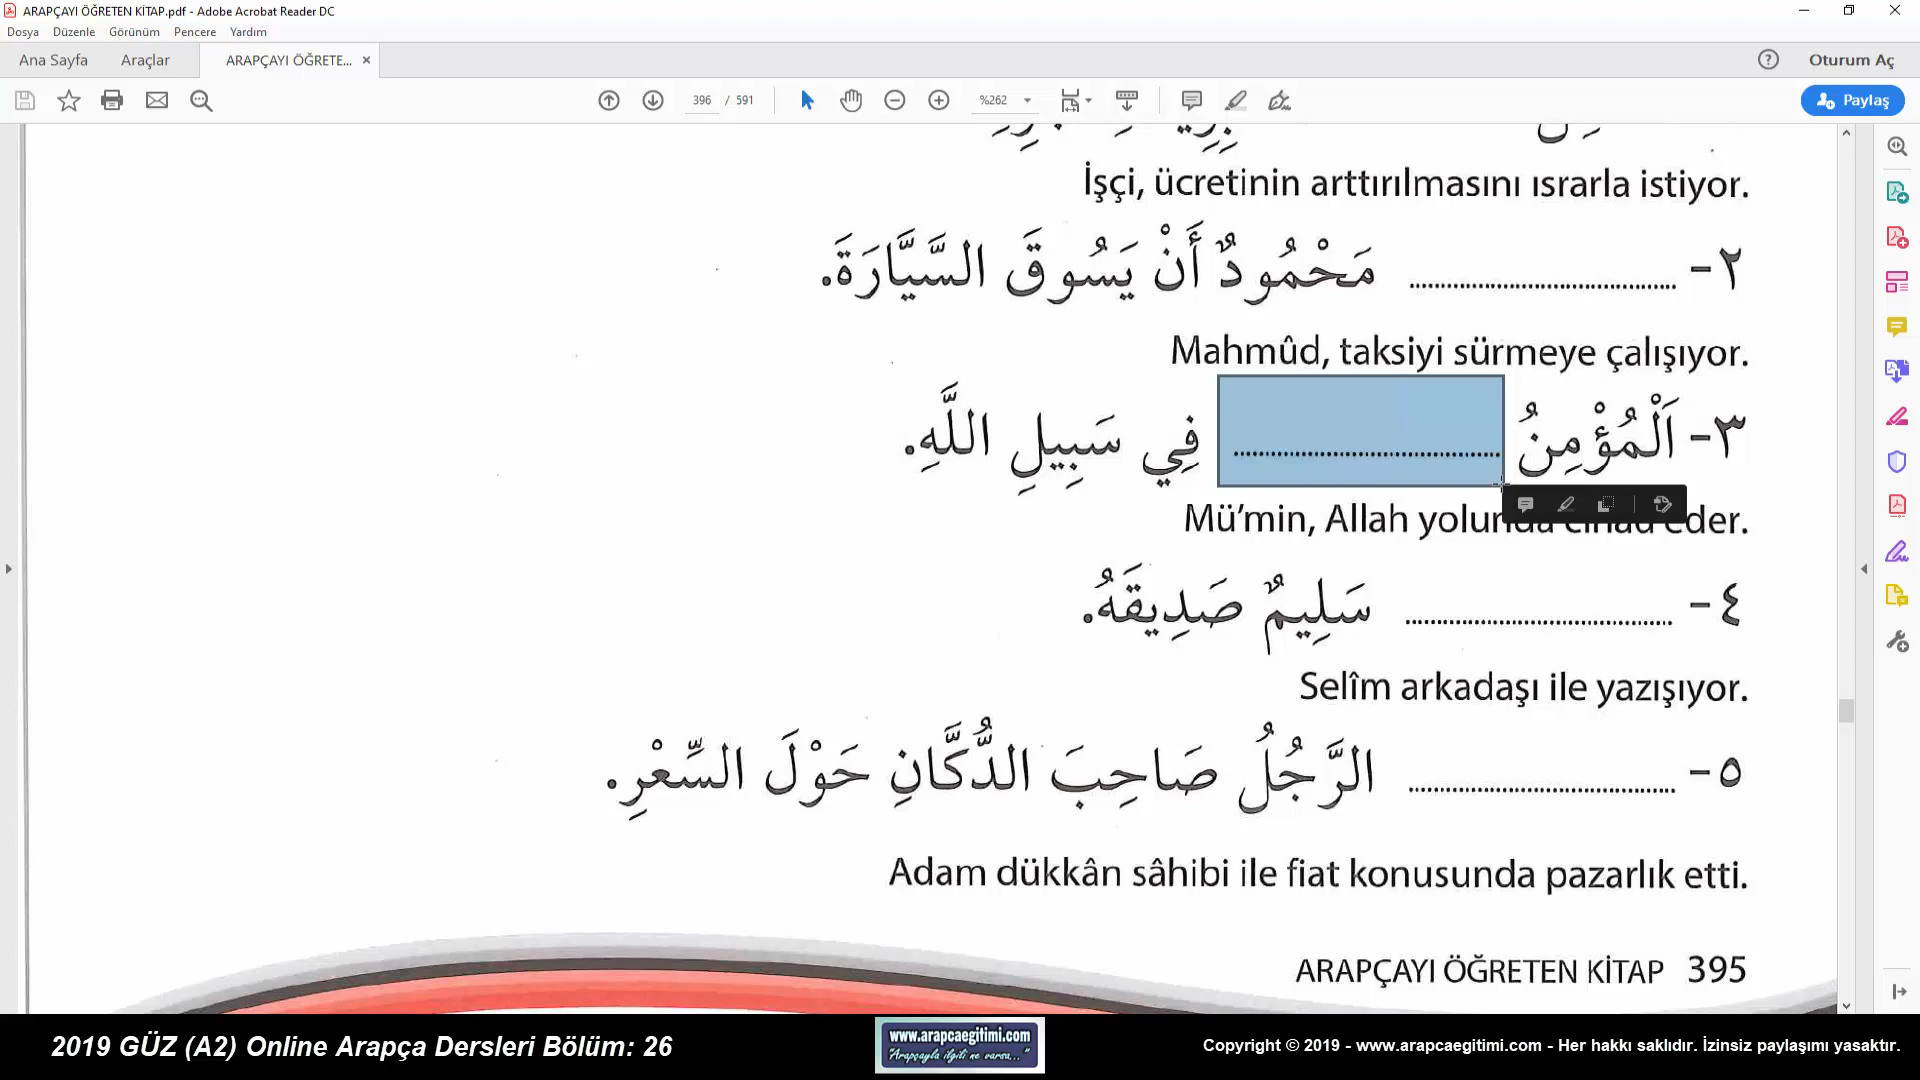 ARAPÇAYI ÖĞRETEN KİTAP.pdf - Adobe Acrobat Reader DC
Dosya Düzenle Görünüm Pencere Yardım
Ana Sayfa Araçlar ARAPÇAYI ÖĞRETE... Oturum Aç
396 / 591 %262 Paylaş
İşçi, ücretinin arttırılmasını ısrarla istiyor.
٢- ................ مَحْمُودٌ أَنْ يَسُوقَ السَّيَّارَةَ.
Mahmûd, taksiyi sürmeye çalışıyor.
٣- اَلْمُؤْمِنُ ................ فِي سَبِيلِ اللَّهِ.
Mü’min, Allah yolunda cihad eder.
٤- ................ سَلِيمٌ صَدِيقَهُ.
Selîm arkadaşı ile yazışıyor.
٥- ................ الرَّجُلُ صَاحِبَ الدُّكَّانِ حَوْلَ السِّعْرِ.
Adam dükkân sâhibi ile fiat konusunda pazarlık etti.
ARAPÇAYI ÖĞRETEN KİTAP 395
2019 GÜZ (A2) Online Arapça Dersleri Bölüm: 26
www.arapcaegitimi.com
"Arapçayla ilgili ne varsa..."
Copyright © 2019 - www.arapcaegitimi.com - Her hakkı saklıdır. İzinsiz paylaşımı yasaktır.